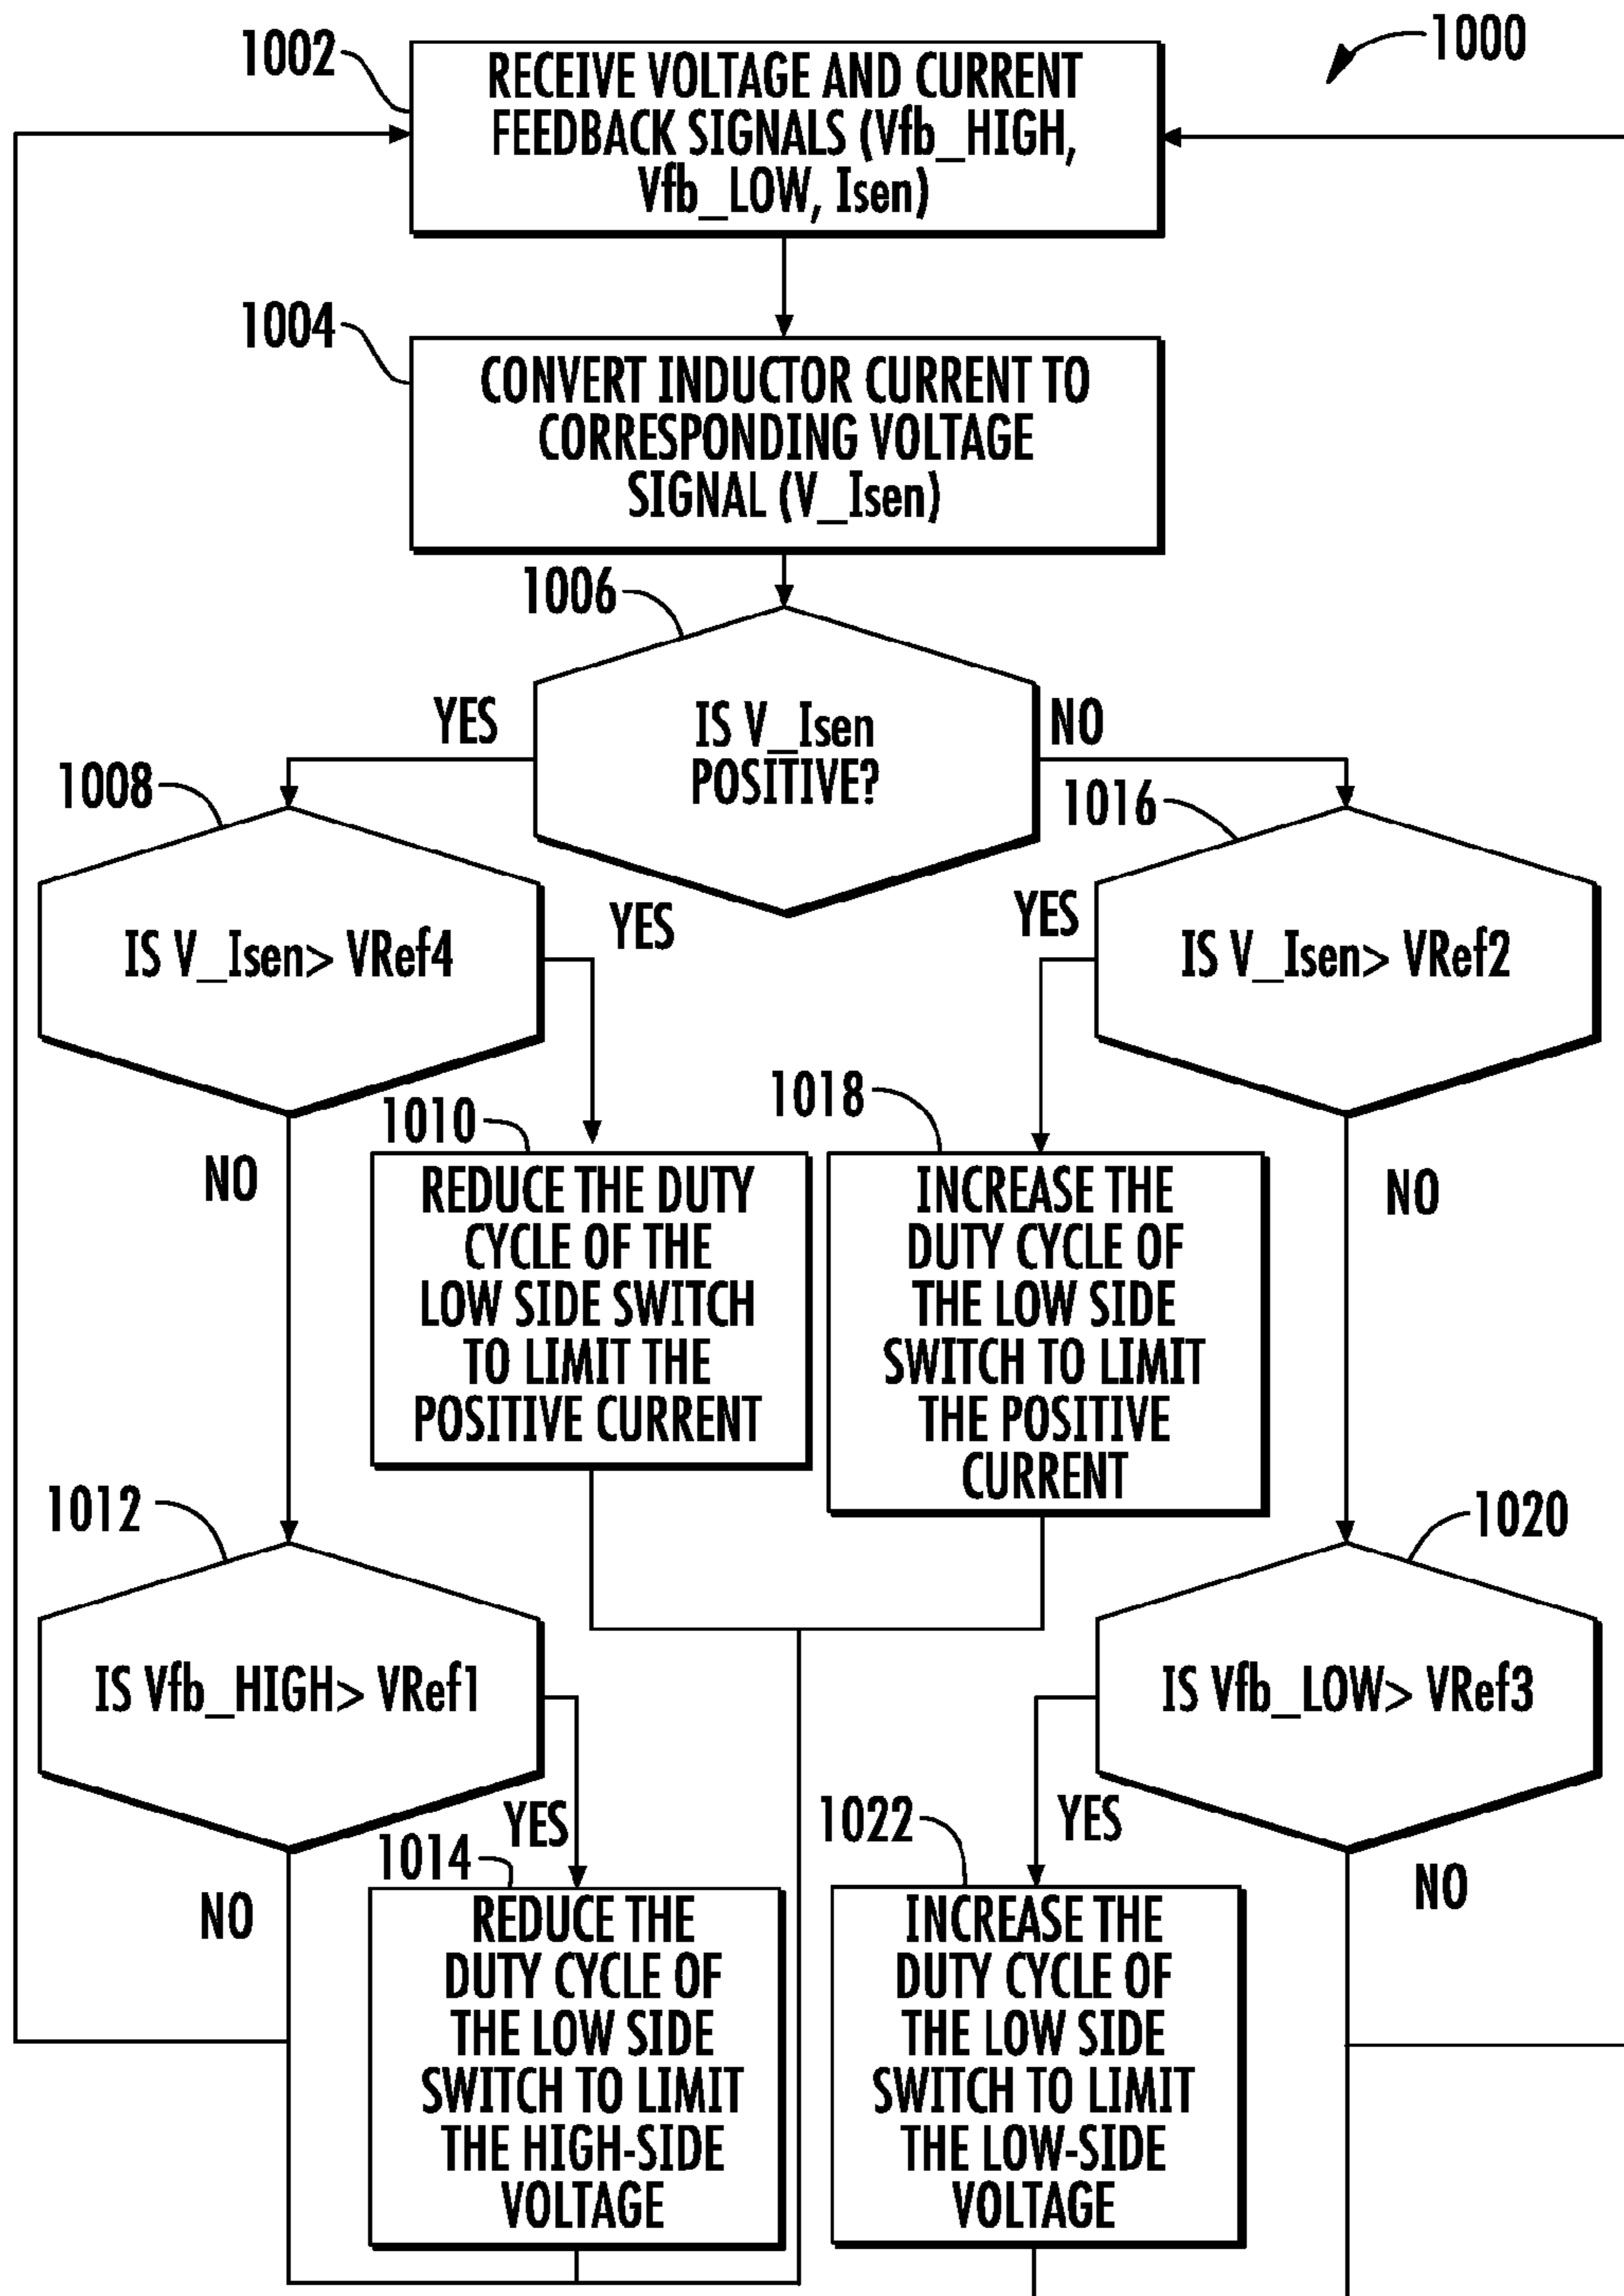 1000
1002
RECEIVE VOLTAGE AND CURRENT
FEEDBACK SIGNALS (Vfb_HIGH,
Vfb_LOW, Isen)
1004
CONVERT INDUCTOR CURRENT TO
CORRESPONDING VOLTAGE
SIGNAL (V_Isen)
1006
IS V_Isen
POSITIVE?
YES
NO
1008
IS V_Isen> VRef4
YES
NO
1016
IS V_Isen> VRef2
YES
NO
1010
REDUCE THE DUTY
CYCLE OF THE
LOW SIDE SWITCH
TO LIMIT THE
POSITIVE CURRENT
1018
INCREASE THE
DUTY CYCLE OF
THE LOW SIDE
SWITCH TO LIMIT
THE POSITIVE
CURRENT
1012
IS Vfb_HIGH> VRef1
YES
NO
1020
IS Vfb_LOW> VRef3
YES
NO
1014
REDUCE THE
DUTY CYCLE OF
THE LOW SIDE
SWITCH TO LIMIT
THE HIGH-SIDE
VOLTAGE
1022
INCREASE THE
DUTY CYCLE OF
THE LOW SIDE
SWITCH TO LIMIT
THE LOW-SIDE
VOLTAGE